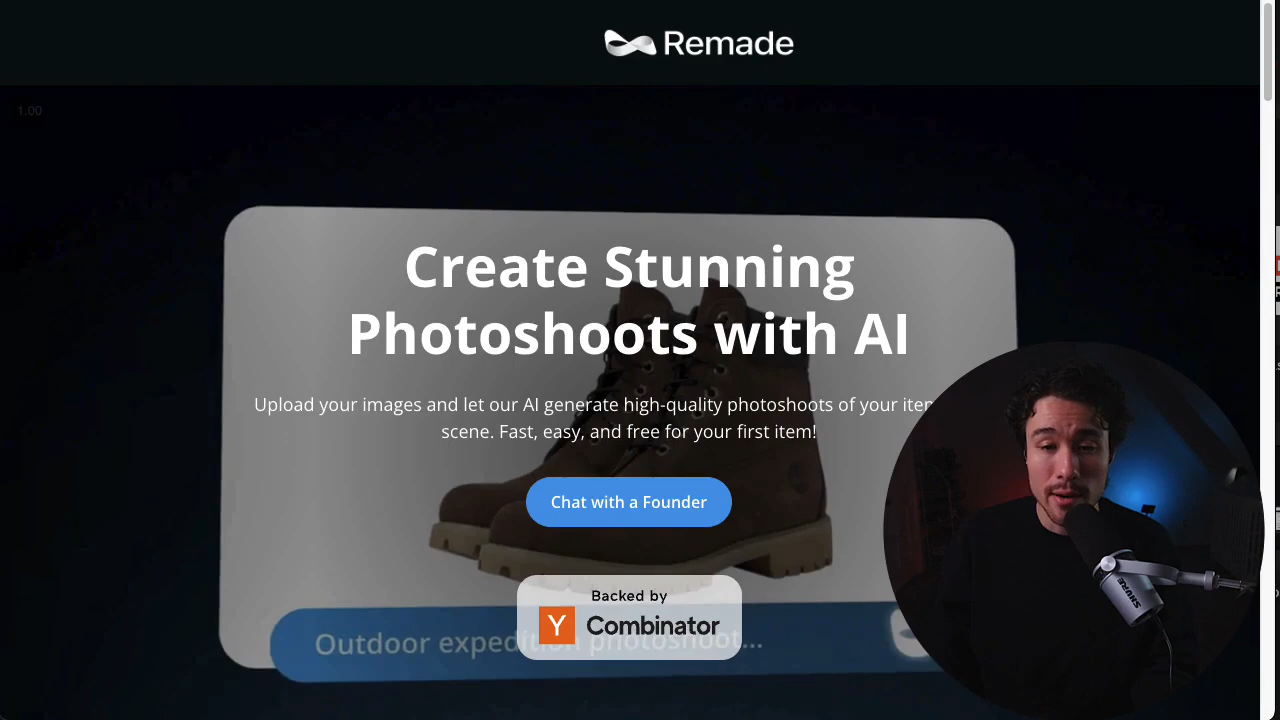 Remade
1.00
Create Stunning
Photoshoots with AI
Upload your images and let our AI generate high-quality photoshoots of your
scene. Fast, easy, and free for your first item!
Chat with a Founder
Backed by
Y Combinator
Outdoor expedition photoshoot...
SHURE